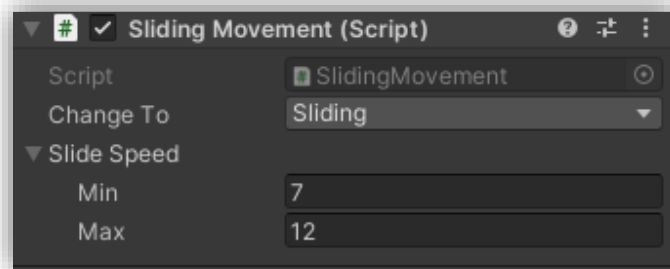 Sliding Movement (Script)
Script SlidingMovement
Change To Sliding
Slide Speed
Min 7
Max 12